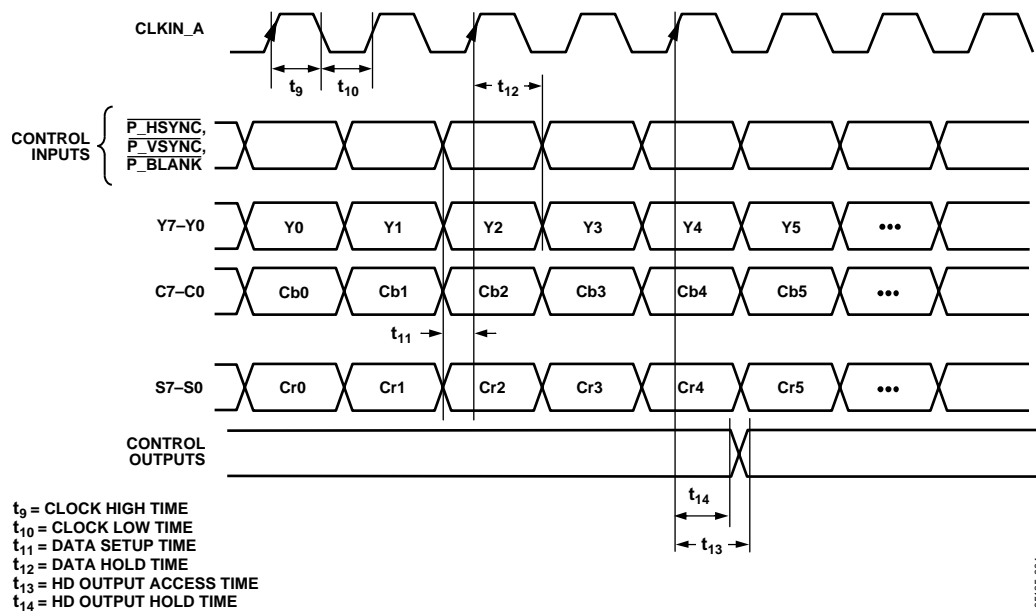 CLKIN_A
t9
t10
t12
CONTROL
INPUTS
P_HSYNC,
P_VSYNC,
P_BLANK
Y7–Y0
Y0 Y1 Y2 Y3 Y4 Y5 •••
C7–C0
Cb0 Cb1 Cb2 Cb3 Cb4 Cb5 •••
t11
S7–S0
Cr0 Cr1 Cr2 Cr3 Cr4 Cr5 •••
CONTROL
OUTPUTS
t14
t13
t9 = CLOCK HIGH TIME
t10 = CLOCK LOW TIME
t11 = DATA SETUP TIME
t12 = DATA HOLD TIME
t13 = HD OUTPUT ACCESS TIME
t14 = HD OUTPUT HOLD TIME